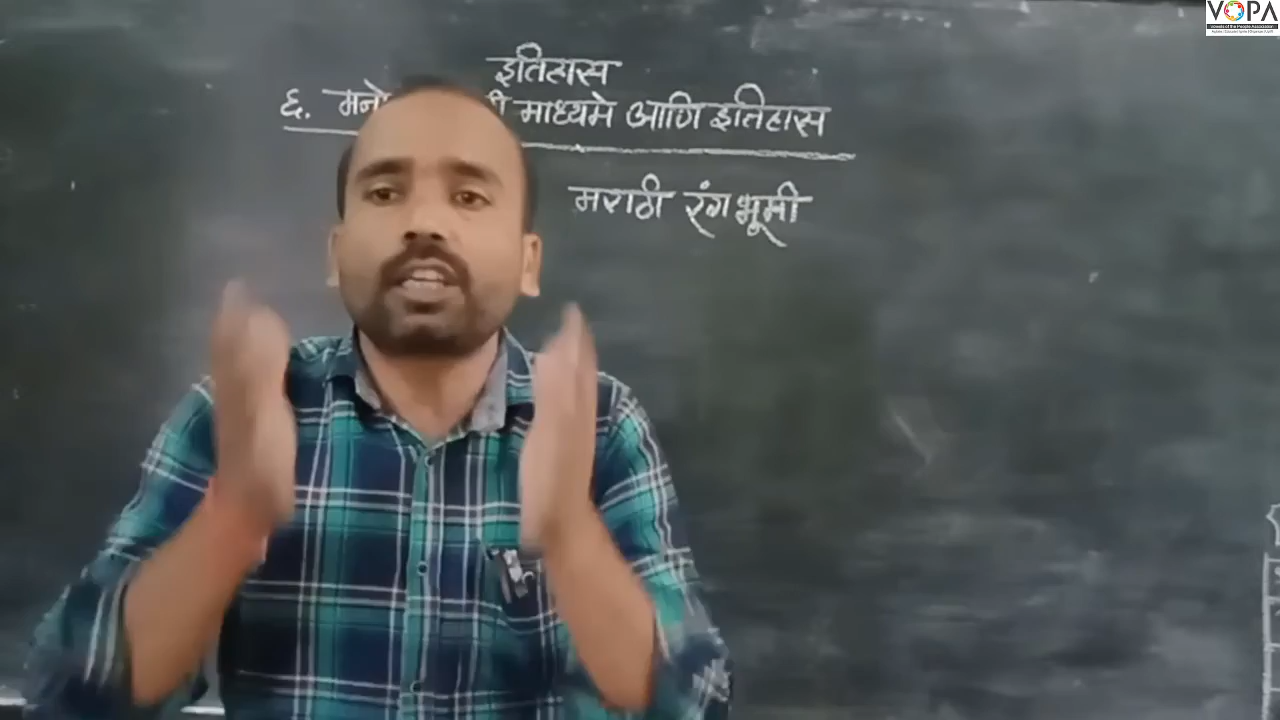 VOPA
इतिहास
६. मनो ी माध्यमे आणि इतिहास
मराठी रंगभूमी